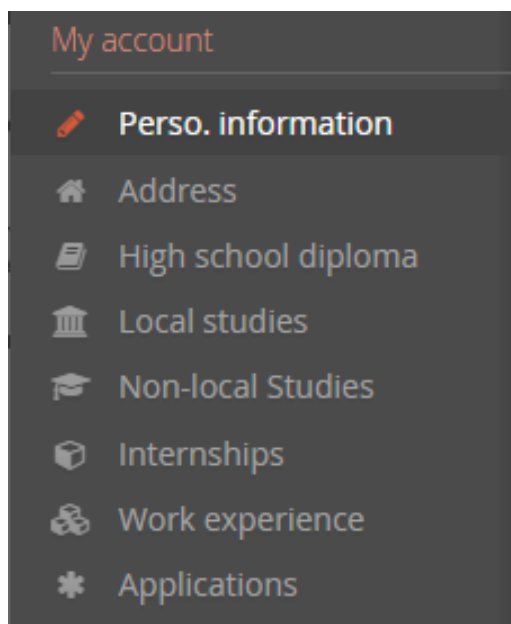 My account
Perso. information
Address
High school diploma
Local studies
Non-local Studies
Internships
Work experience
Applications